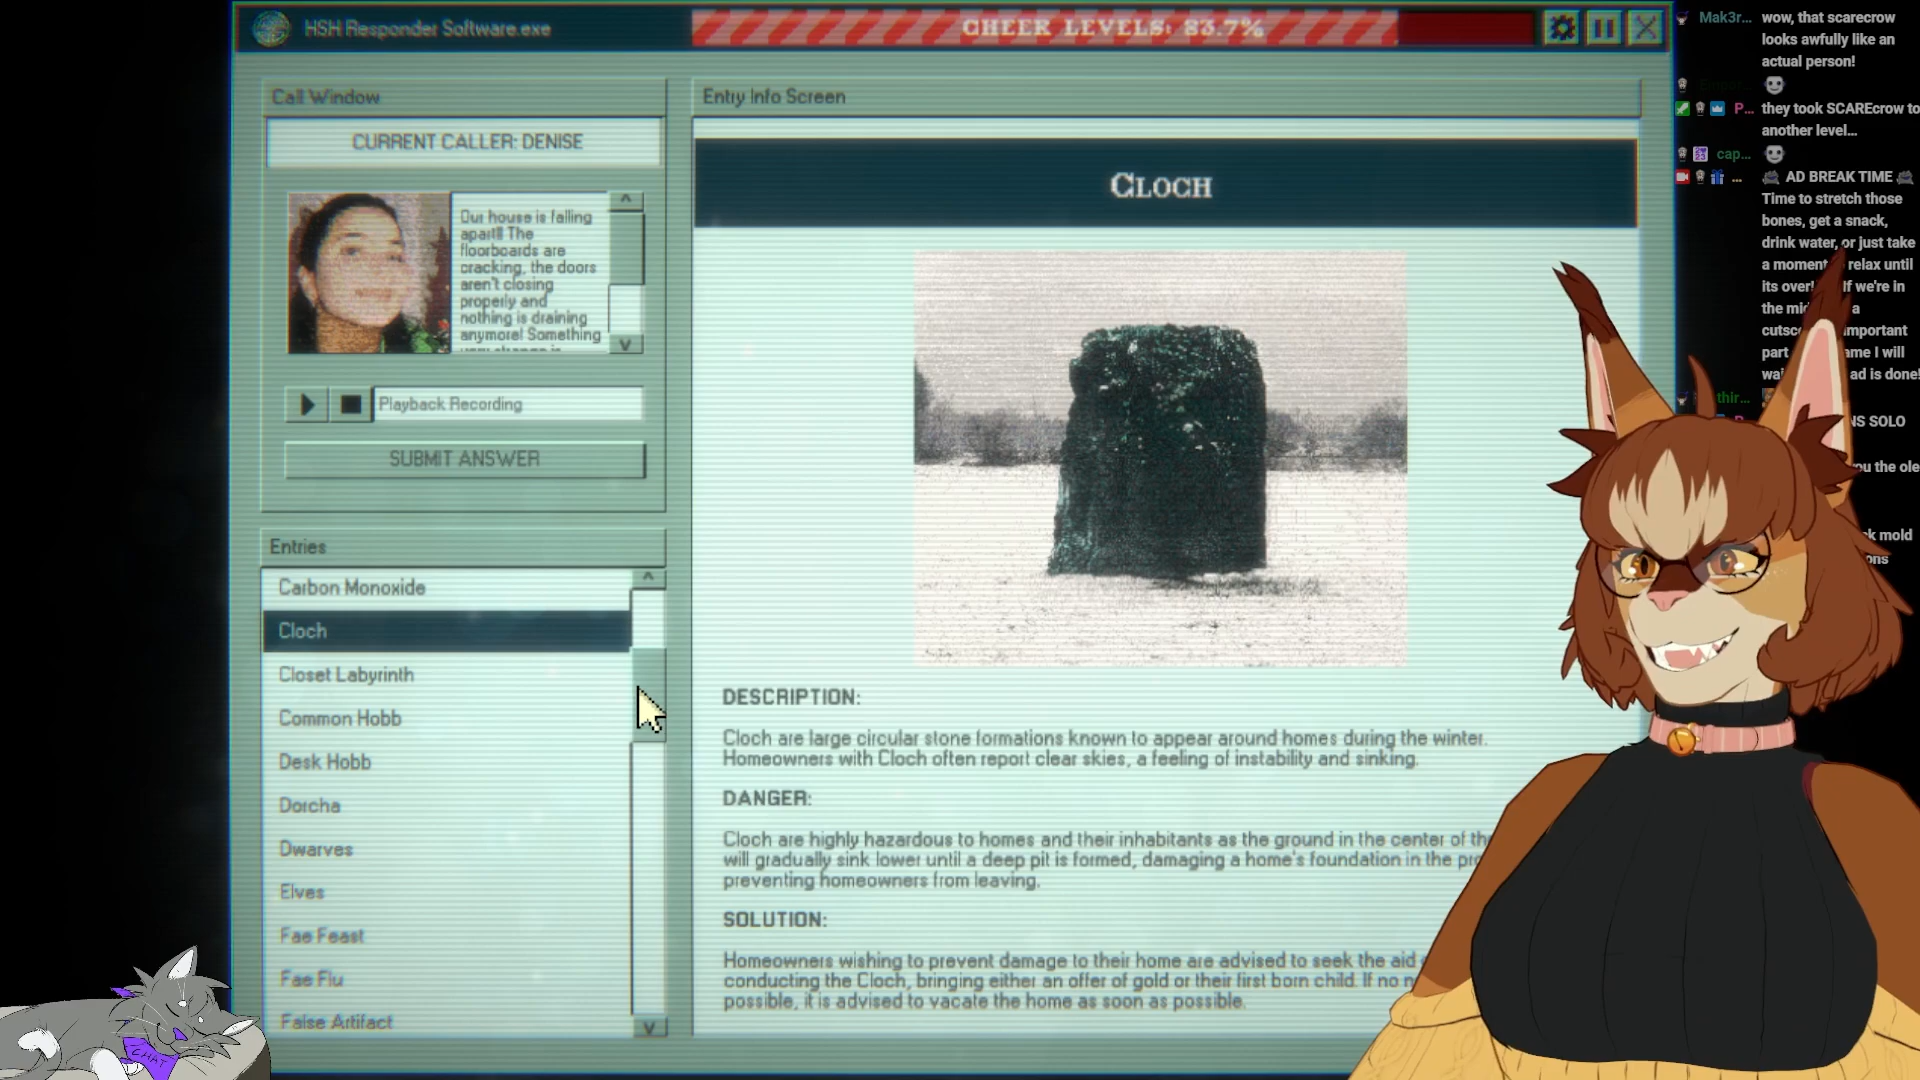 HSH Responder Software.exe
CHEER LEVELS: 83.7%
Call Window
CURRENT CALLER: DENISE
Our house is falling
apart!! The
floorboards are
cracking, the doors
aren't closing
properly and
nothing is draining
anymore! Something
Playback Recording
SUBMIT ANSWER
Entries
Carbon Monoxide
Cloch
Closet Labyrinth
Common Hobb
Desk Hobb
Dorcha
Dwarves
Elves
Fae Feast
Fae Flu
False Artifact
Entry Info Screen
CLOCH
DESCRIPTION:
Cloch are large circular stone formations known to appear around homes during the winter.
Homeowners with Cloch often report clear skies, a feeling of instability and sinking.
DANGER:
Cloch are highly hazardous to homes and their inhabitants as the ground in the center of
will gradually sink lower until a deep pit is formed, damaging a home's foundation in the
preventing homeowners from leaving.
SOLUTION:
Homeowners wishing to prevent damage to their home are advised to seek the aid
conducting the Cloch, bringing either an offer of gold or their first born child. If no
possible, it is advised to vacate the home as soon as possible.
Mak3r... wow, that scarecrow
looks awfully like an
actual person!
P... they took SCAREcrow to
another level...
cap...
... AD BREAK TIME
Time to stretch those
bones, get a snack,
drink water, or just take
a moment relax until
its over! If we're in
the a
important
part I will
ad is done!
thir...
SOLO
the ole
mold
CHAT